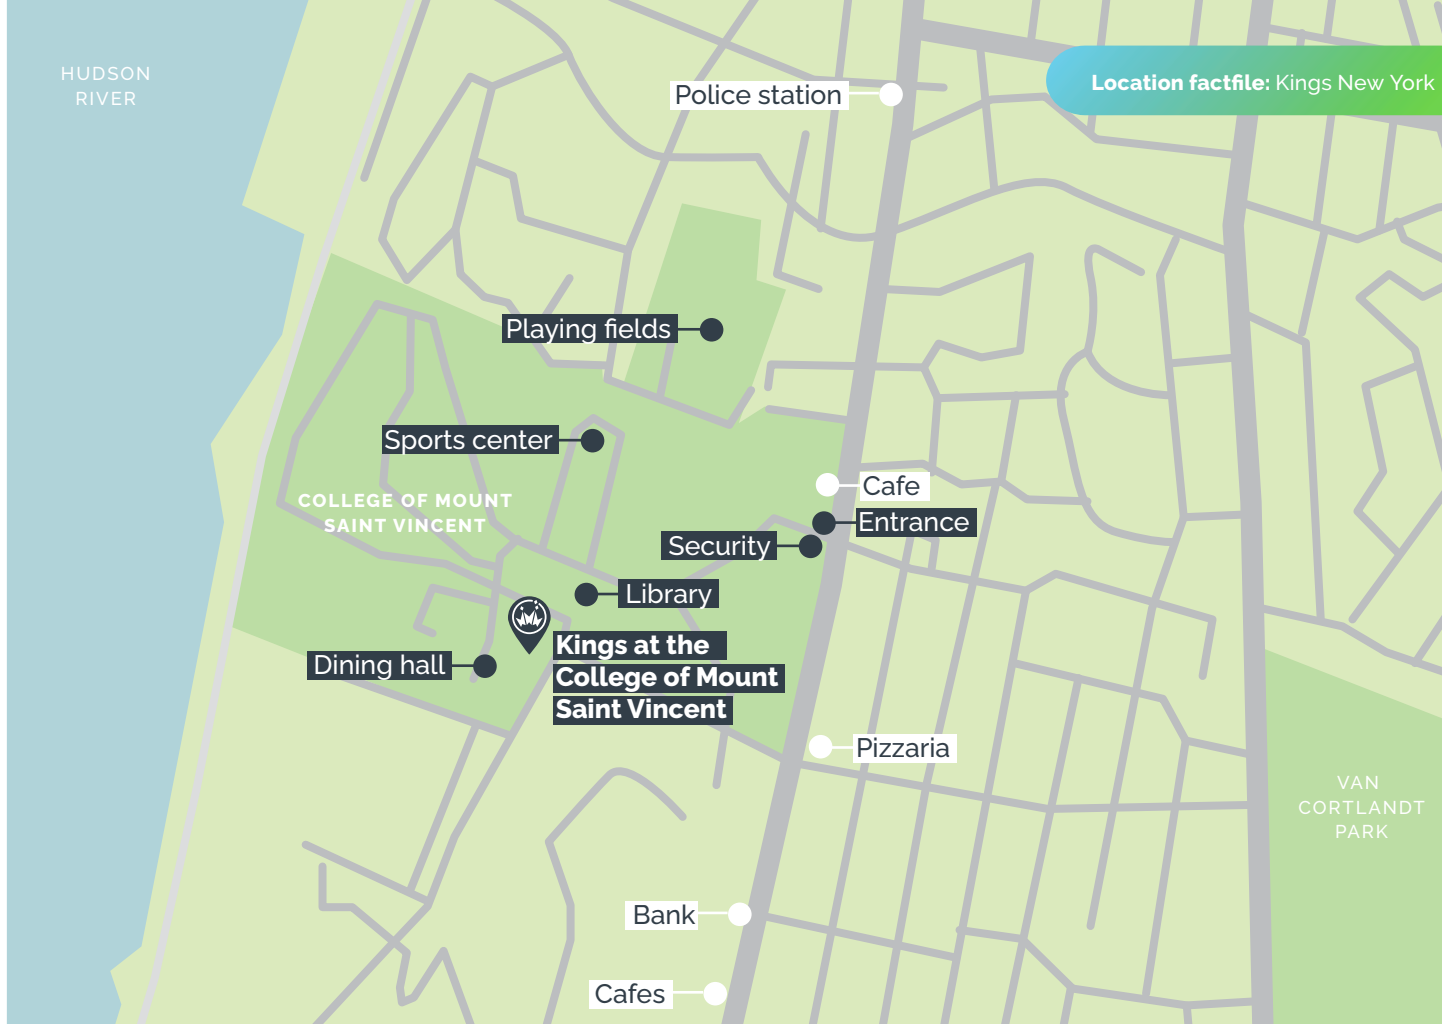 HUDSON
RIVER
Location factfile: Kings New York
Police station
Playing fields
Sports center
COLLEGE OF MOUNT
SAINT VINCENT
Cafe
Entrance
Security
Library
Kings at the
College of Mount
Saint Vincent
Dining hall
Pizzaria
VAN
CORTLANDT
PARK
Bank
Cafes